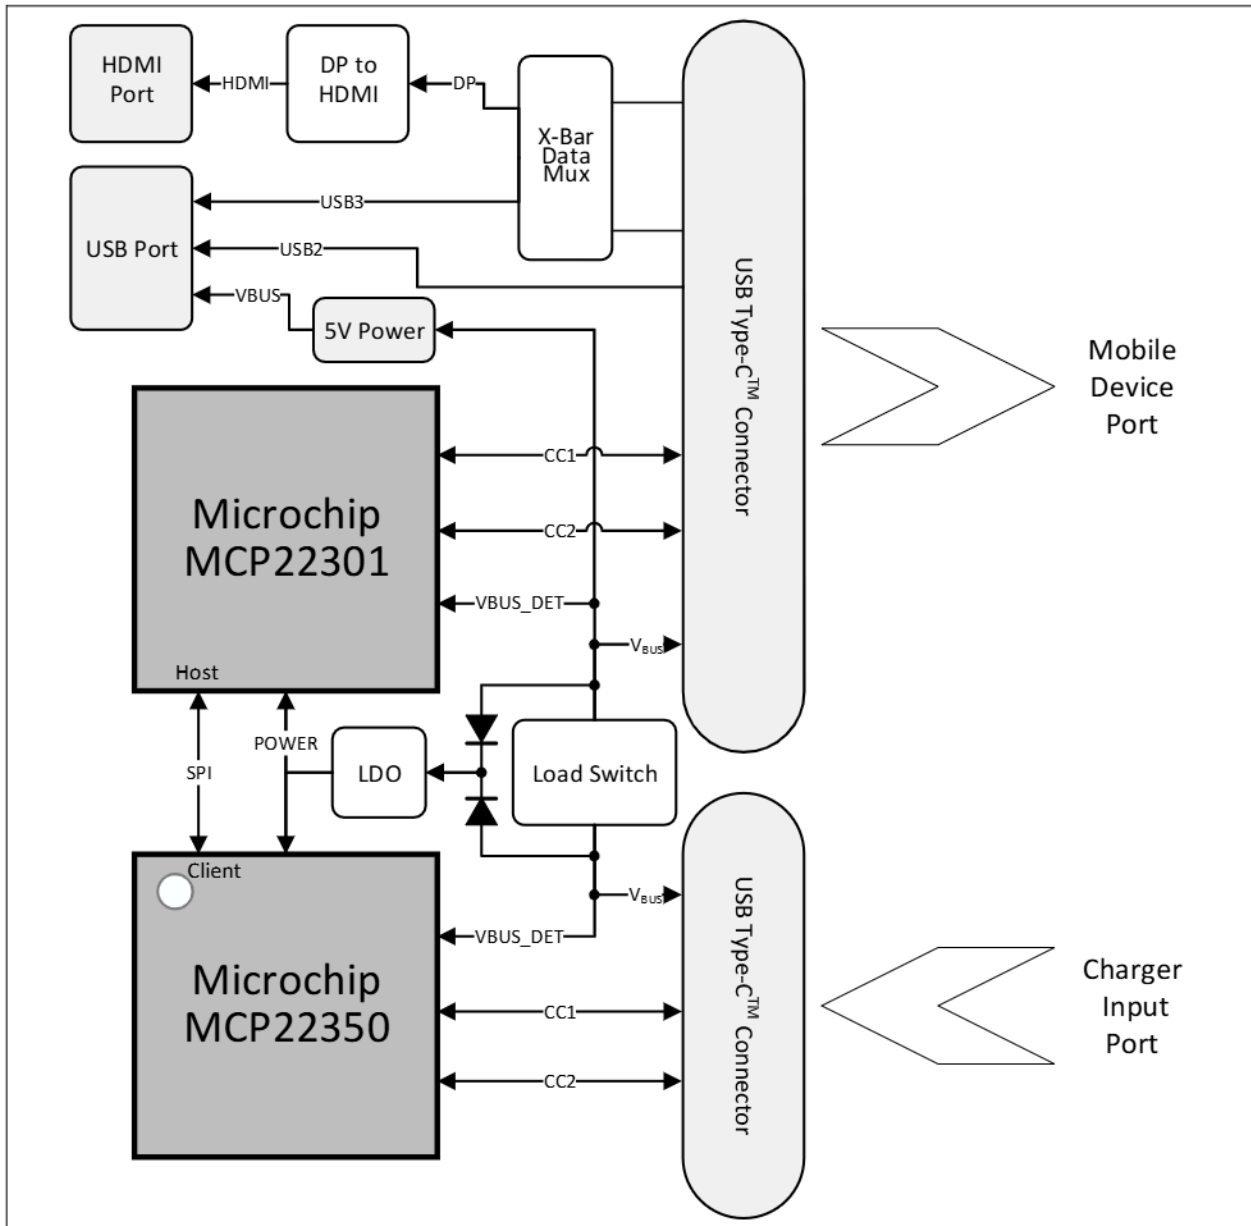 HDMI
Port
HDMI
DP to
HDMI
DP
X-Bar
Data
Mux
USB Port
USB3
USB2
VBUS
5V Power
USB Type-C™ Connector
Mobile
Device
Port
Microchip
MCP22301
Host
CC1
CC2
VBUS_DET
VBUS
POWER
SPI
LDO
Load Switch
Client
Microchip
MCP22350
VBUS_DET
VBUS
CC1
CC2
USB Type-C™ Connector
Charger
Input
Port